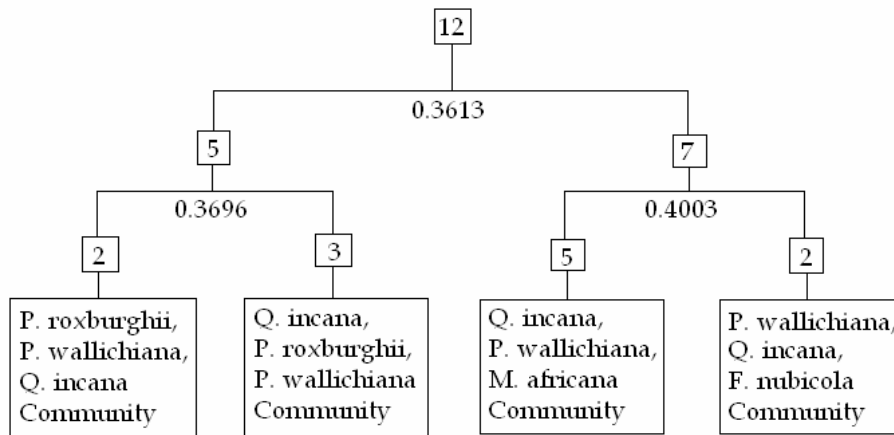 12
0.3613
5
7
0.3696
0.4003
2
3
5
2
P. roxburghii,
P. wallichiana,
Q. incana
Community
Q. incana,
P. roxburghii,
P. wallichiana
Community
Q. incana,
P. wallichiana,
M. africana
Community
P. wallichiana,
Q. incana,
F. nubicola
Community